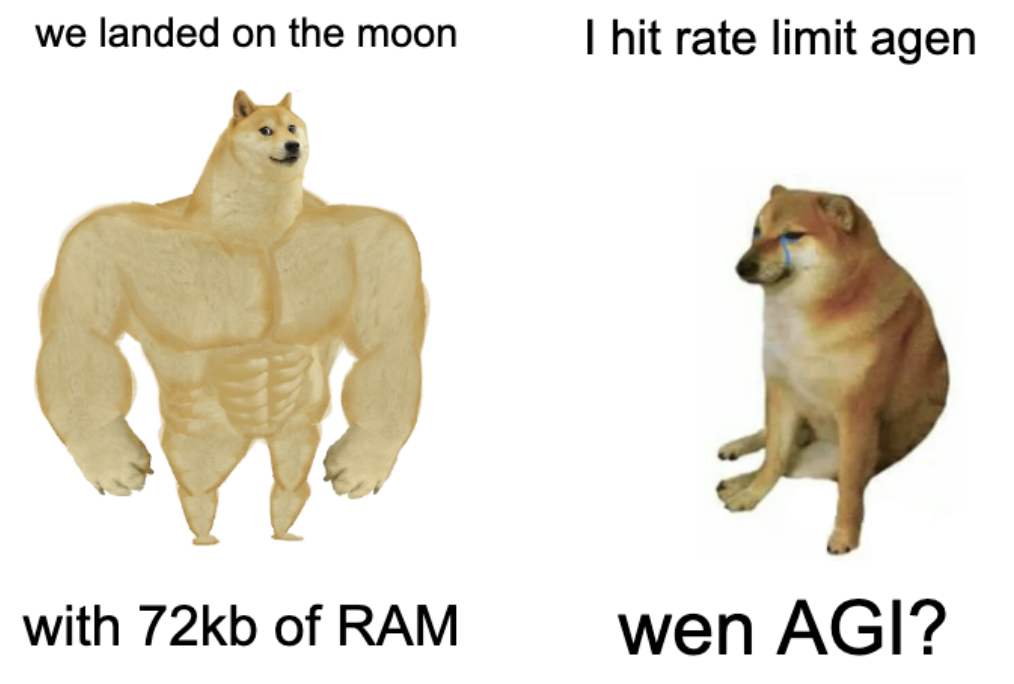 we landed on the moon
I hit rate limit agen
with 72kb of RAM
wen AGI?